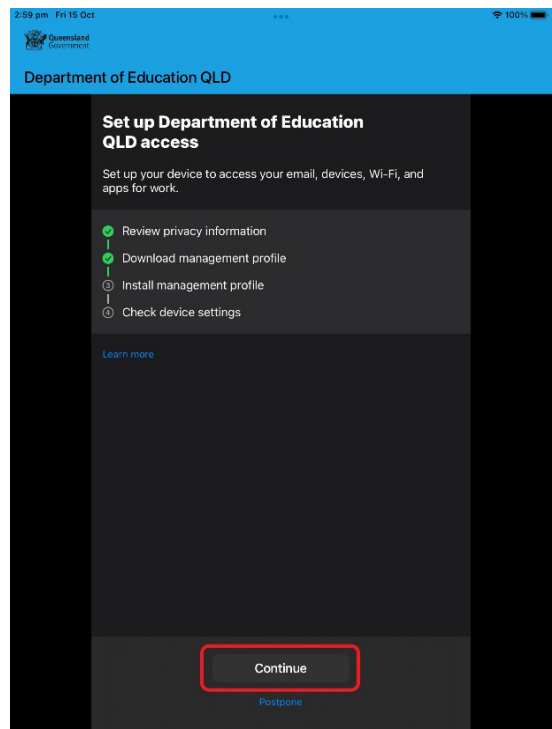 2:59 pm Fri 15 Oct
100%
Queensland
Government
Department of Education QLD
Set up Department of Education
QLD access
Set up your device to access your email, devices, Wi-Fi, and
apps for work.
Review privacy information
Download management profile
3 Install management profile
4 Check device settings
Learn more
Continue
Postpone